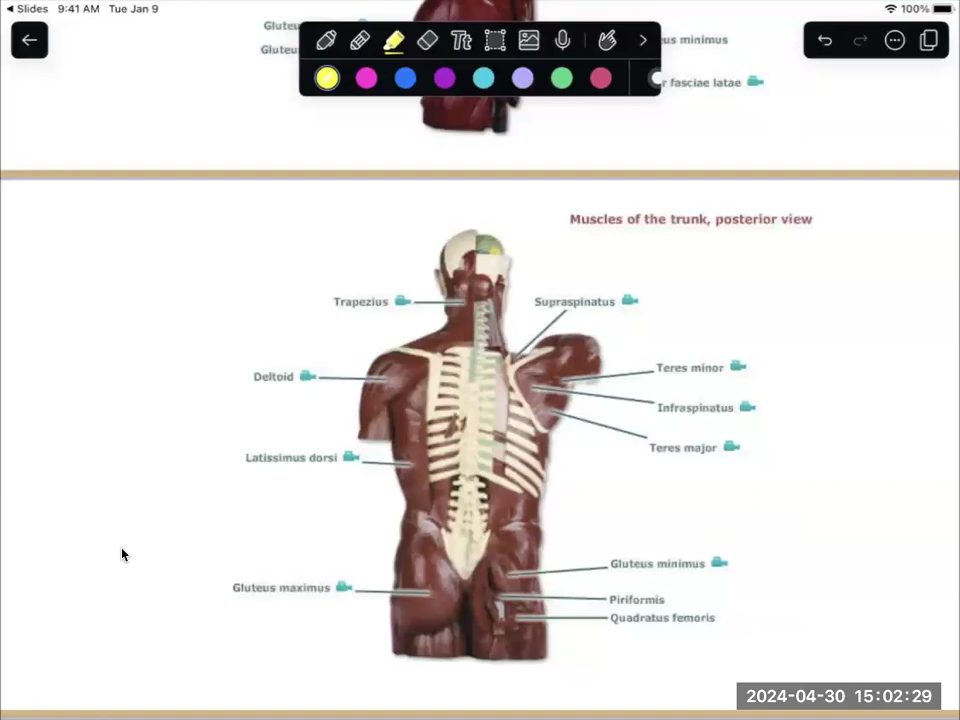 Slides 9:41 AM Tue Jan 9 100%
Gluteus minimus
Glute
Tt
fasciae latae
Muscles of the trunk, posterior view
Trapezius Supraspinatus
Deltoid Teres minor
Infraspinatus
Latissimus dorsi Teres major
Gluteus minimus
Gluteus maximus Piriformis
Quadratus femoris
2024-04-30 15:02:29